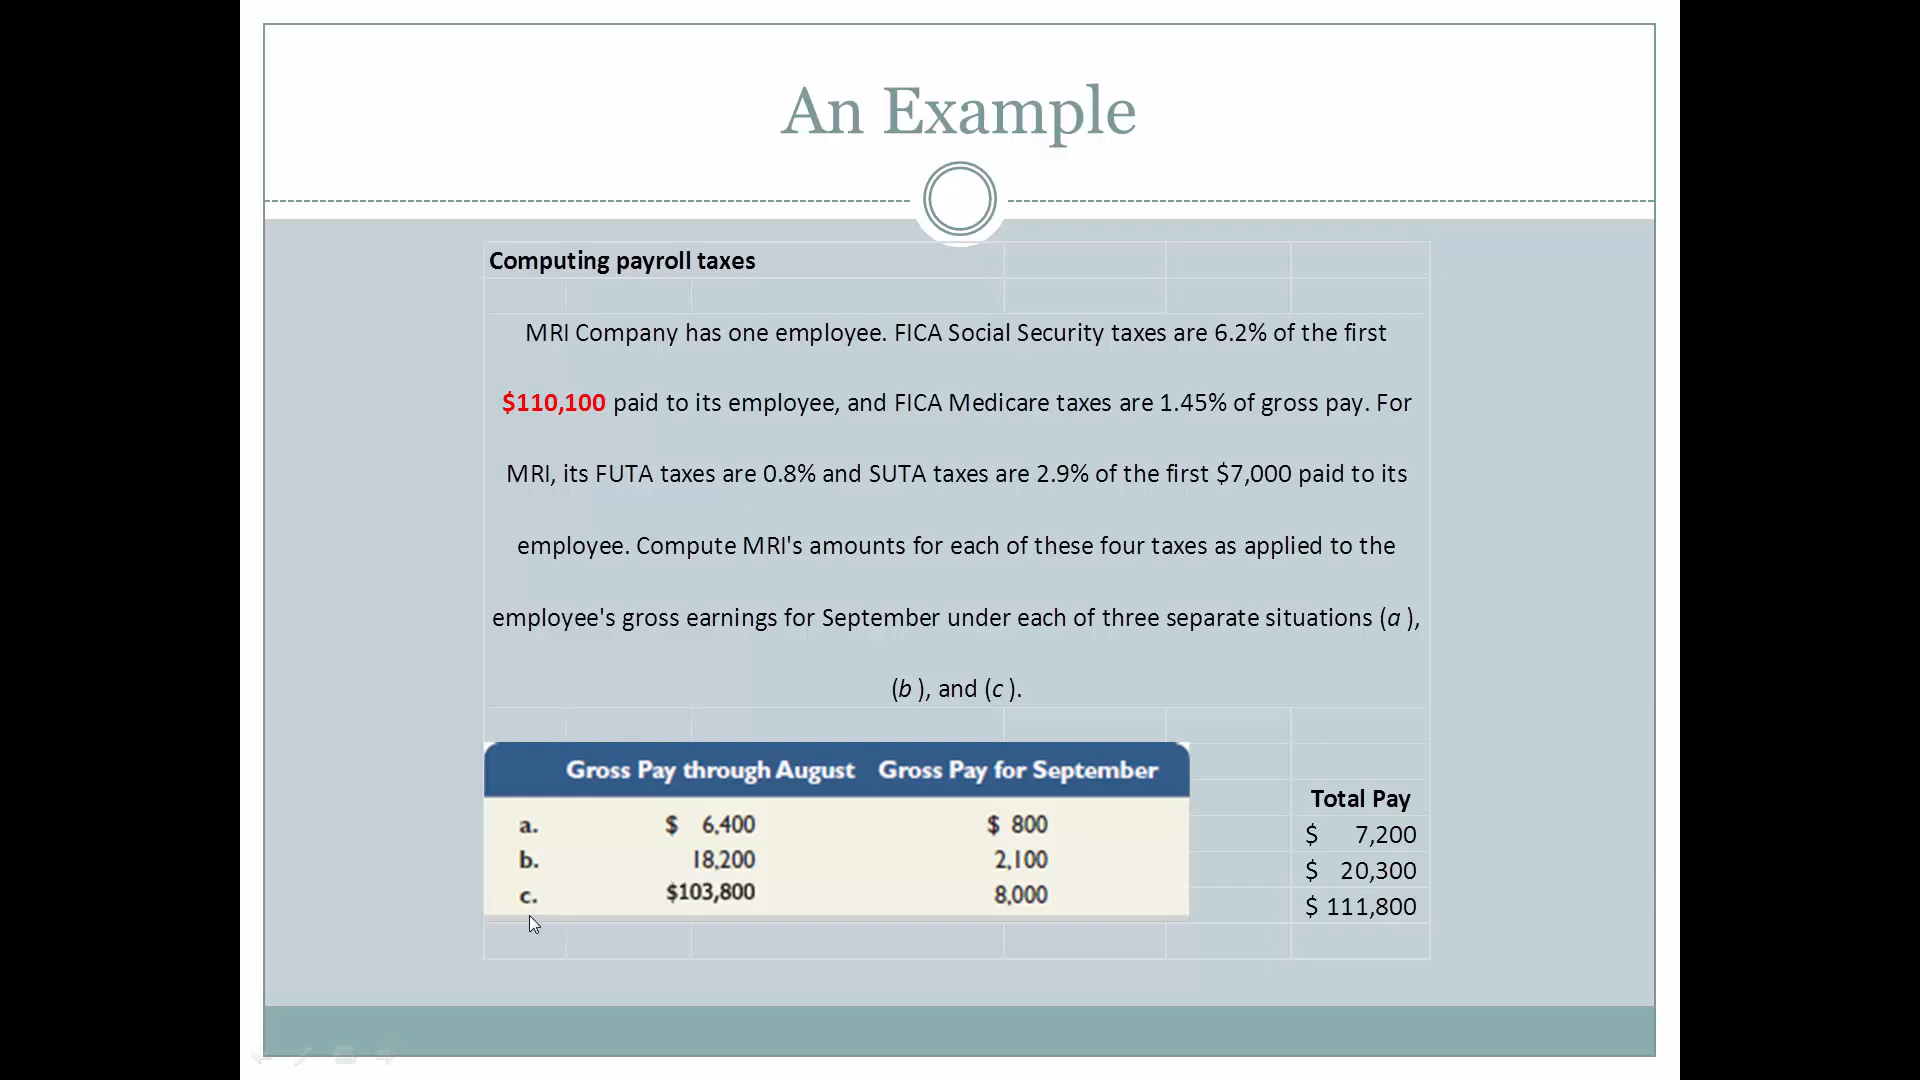 An Example
Computing payroll taxes
MRI Company has one employee. FICA Social Security taxes are 6.2% of the first
$110,100 paid to its employee, and FICA Medicare taxes are 1.45% of gross pay. For
MRI, its FUTA taxes are 0.8% and SUTA taxes are 2.9% of the first $7,000 paid to its
employee. Compute MRI's amounts for each of these four taxes as applied to the
employee's gross earnings for September under each of three separate situations (a ),
(b ), and (c ).
Gross Pay through August Gross Pay for September
Total Pay
a. $ 6,400 $ 800 $ 7,200
b. 18,200 2,100 $ 20,300
c. $103,800 8,000 $ 111,800